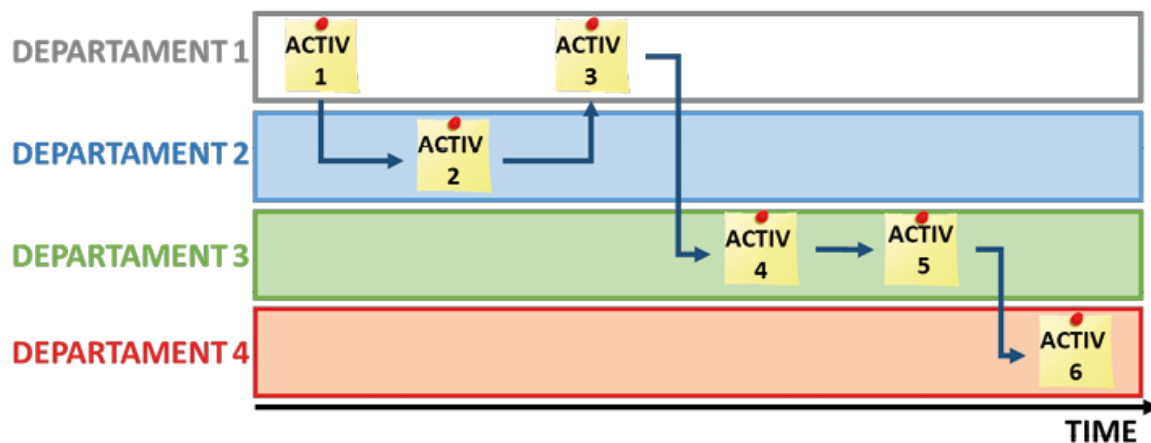 DEPARTAMENT 1
ACTIV
1
ACTIV
3
DEPARTAMENT 2
ACTIV
2
DEPARTAMENT 3
ACTIV
4
ACTIV
5
DEPARTAMENT 4
ACTIV
6
TIME